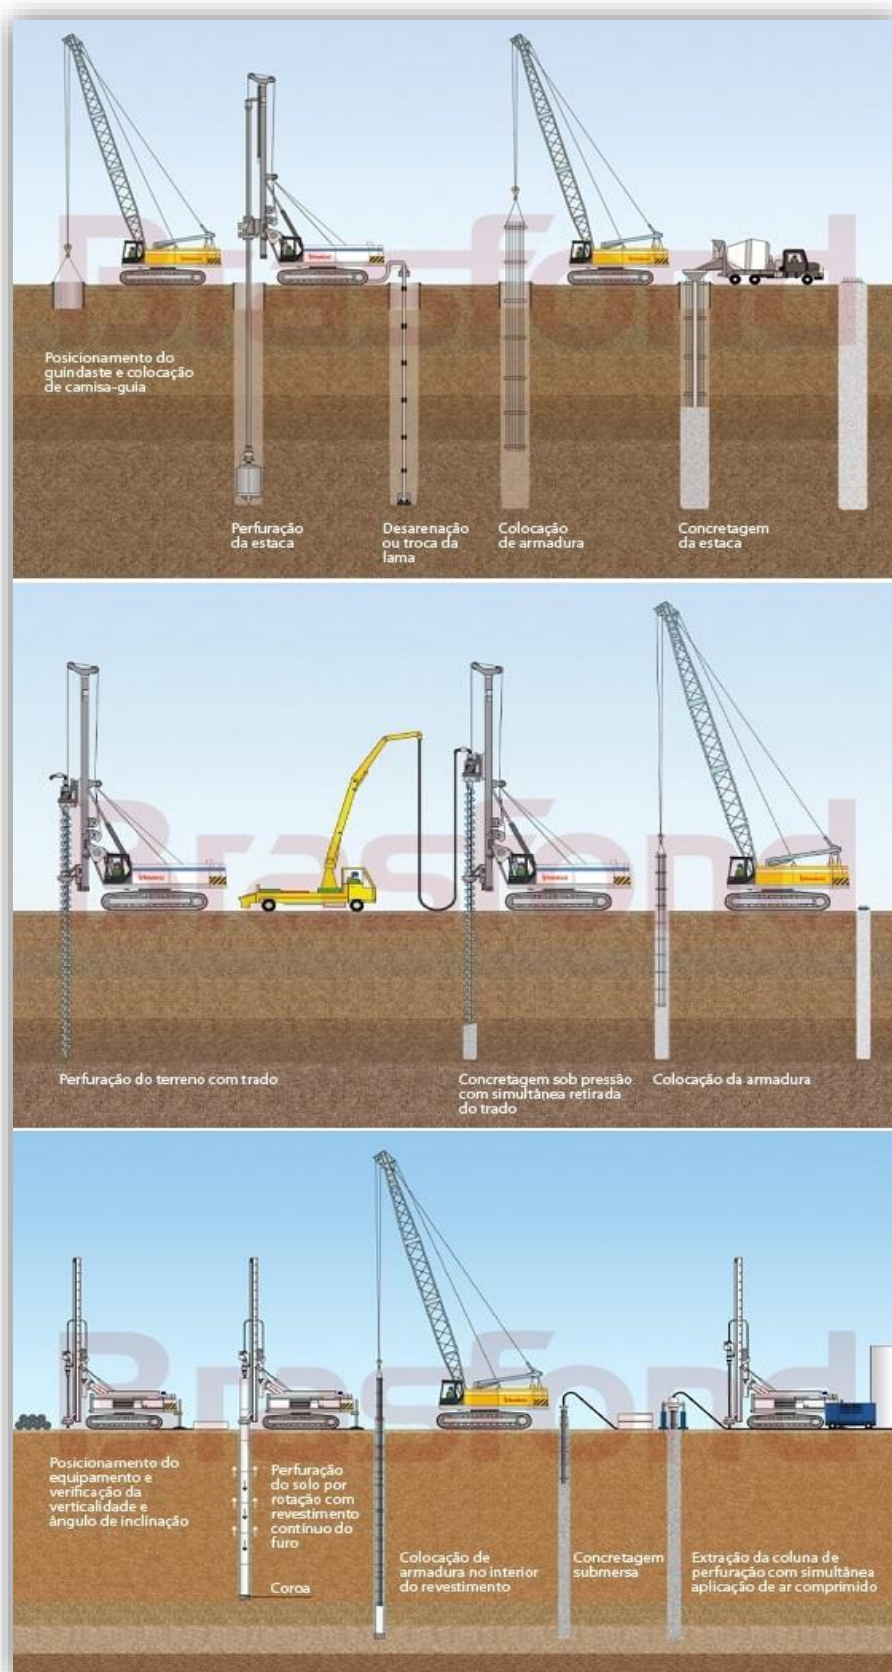 Brasfond
Posicionamento do
guindaste e colocação
de camisa-guia
Perfuração
da estaca
Desarenação
ou troca da
lama
Colocação
de armadura
Concretagem
da estaca
Brasfond
Perfuração do terreno com trado
Concretagem sob pressão
com simultânea retirada
do trado
Colocação da armadura
Brasfond
Posicionamento do
equipamento e
verificação da
verticalidade e
ângulo de inclinação
Perfuração
do solo por
rotação com
revestimento
contínuo do
furo
Coroa
Colocação de
armadura no interior
do revestimento
Concretagem
submersa
Extração da coluna de
perfuração com simultânea
aplicação de ar comprimido